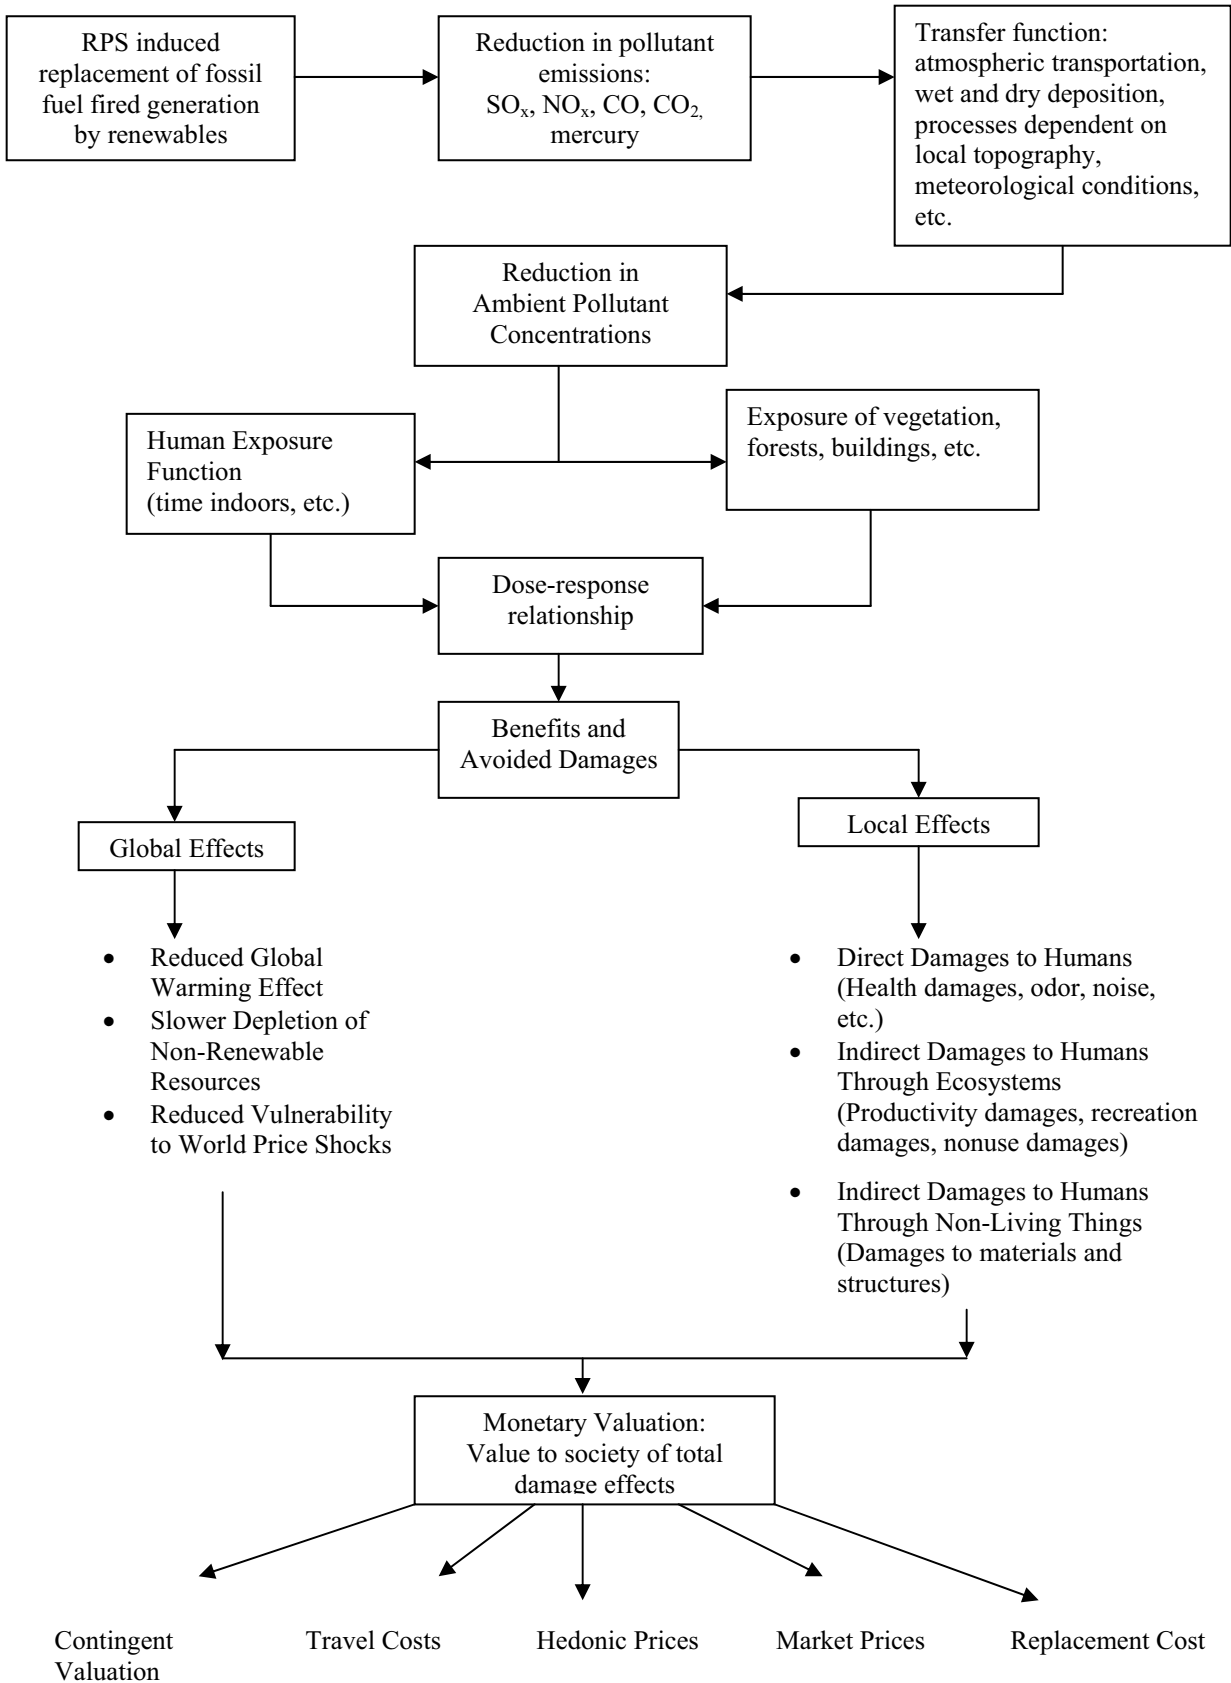 RPS induced
replacement of fossil
fuel fired generation
by renewables
Reduction in pollutant
emissions:
SOx, NOx, CO, CO2,
mercury
Transfer function:
atmospheric transportation,
wet and dry deposition,
processes dependent on
local topography,
meteorological conditions,
etc.
Reduction in
Ambient Pollutant
Concentrations
Human Exposure
Function
(time indoors, etc.)
Exposure of vegetation,
forests, buildings, etc.
Dose-response
relationship
Benefits and
Avoided Damages
Global Effects
Local Effects
• Reduced Global
Warming Effect
• Slower Depletion of
Non-Renewable
Resources
• Reduced Vulnerability
to World Price Shocks
• Direct Damages to Humans
(Health damages, odor, noise,
etc.)
• Indirect Damages to Humans
Through Ecosystems
(Productivity damages, recreation
damages, nonuse damages)
• Indirect Damages to Humans
Through Non-Living Things
(Damages to materials and
structures)
Monetary Valuation:
Value to society of total
damage effects
Contingent
Valuation
Travel Costs
Hedonic Prices
Market Prices
Replacement Cost